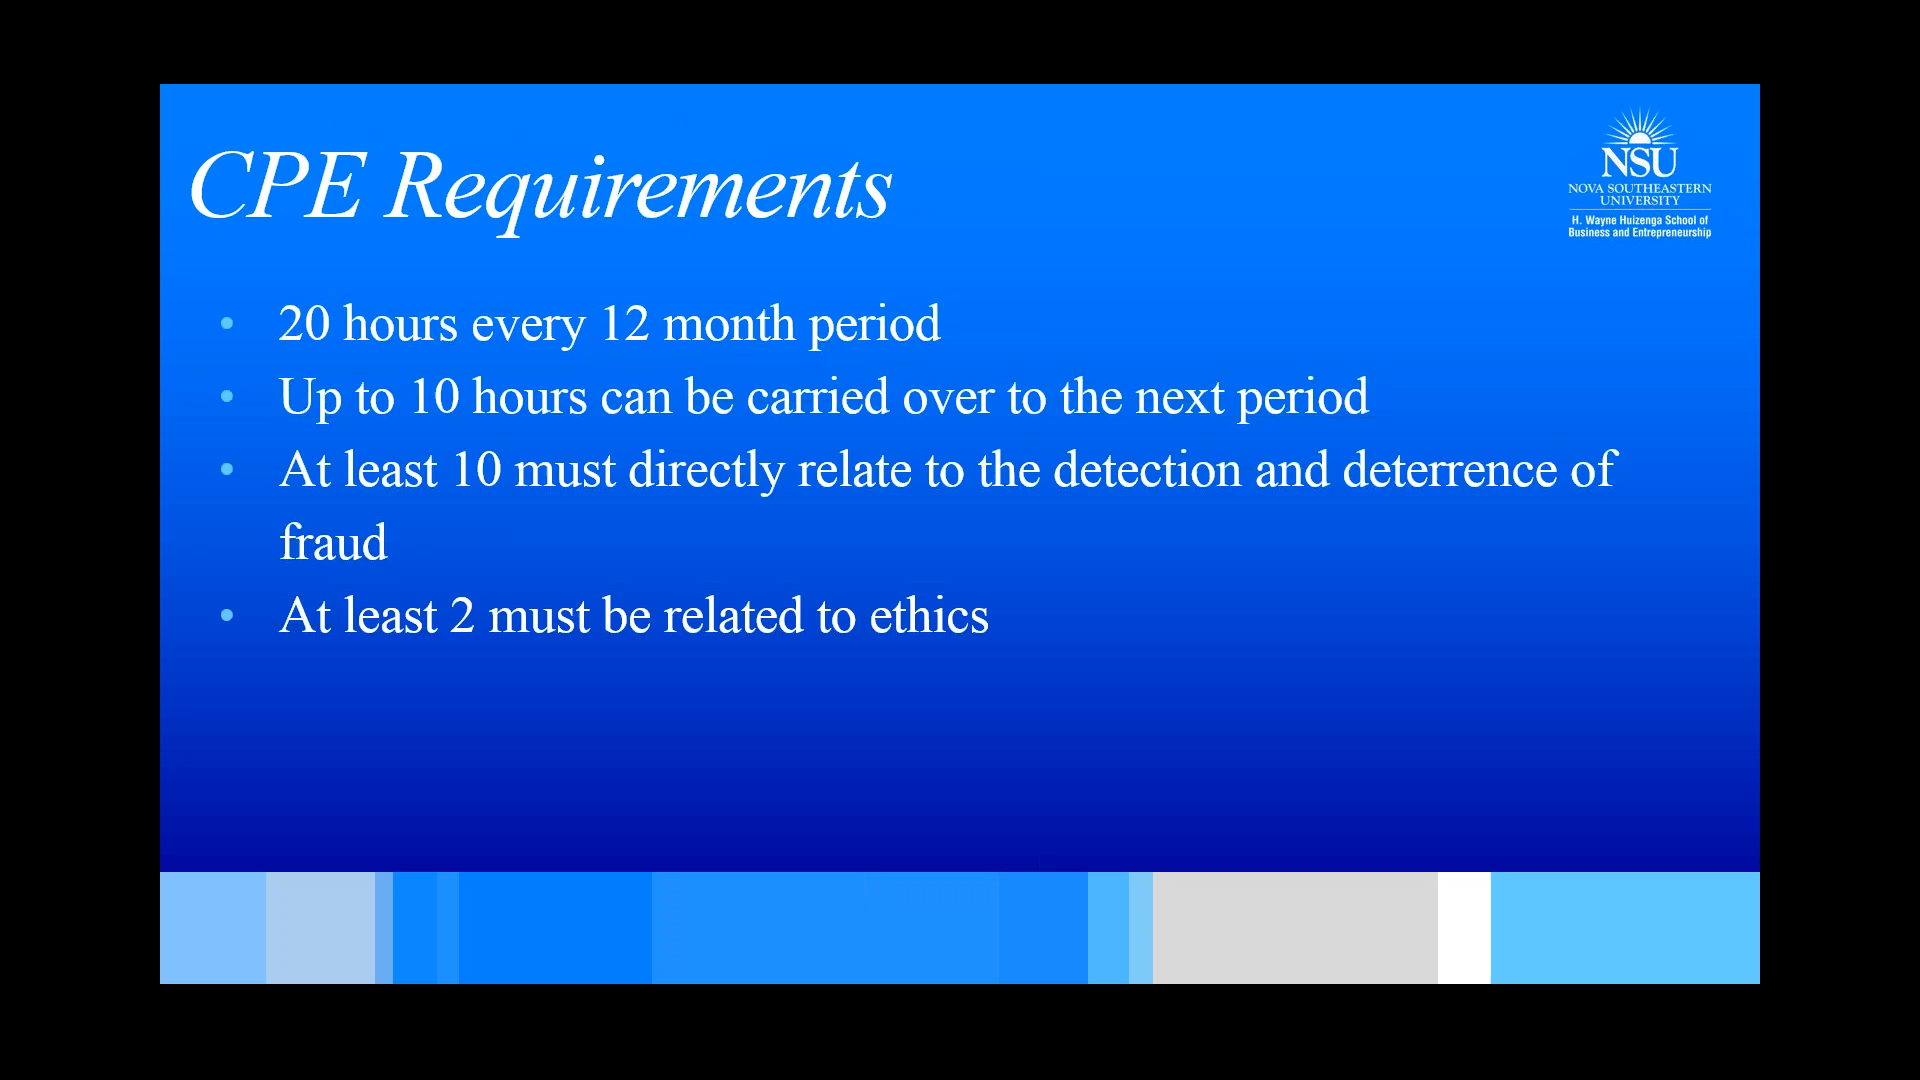 CPE Requirements
NSU
NOVA SOUTHEASTERN
UNIVERSITY
H. Wayne Huizenga School of
Business and Entrepreneurship
• 20 hours every 12 month period
• Up to 10 hours can be carried over to the next period
• At least 10 must directly relate to the detection and deterrence of
fraud
• At least 2 must be related to ethics